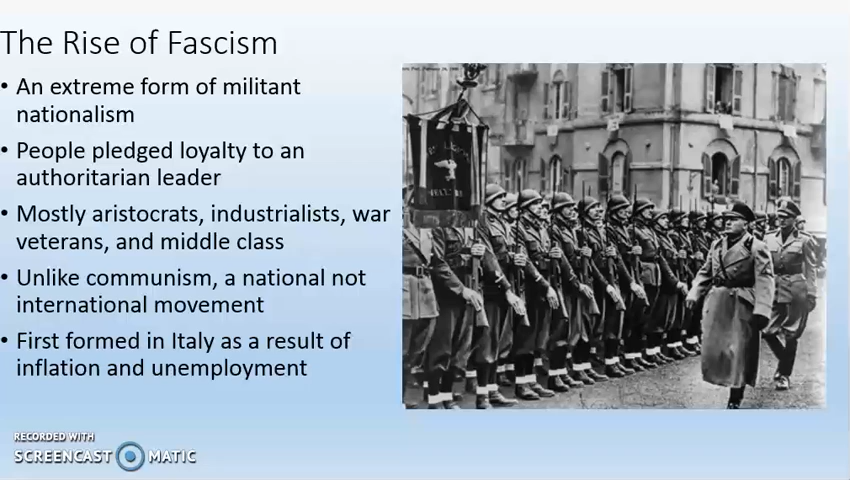 The Rise of Fascism
• An extreme form of militant
nationalism
• People pledged loyalty to an
authoritarian leader
• Mostly aristocrats, industrialists, war
veterans, and middle class
• Unlike communism, a national not
international movement
• First formed in Italy as a result of
inflation and unemployment
RECORDED WITH
SCREENCAST MATIC